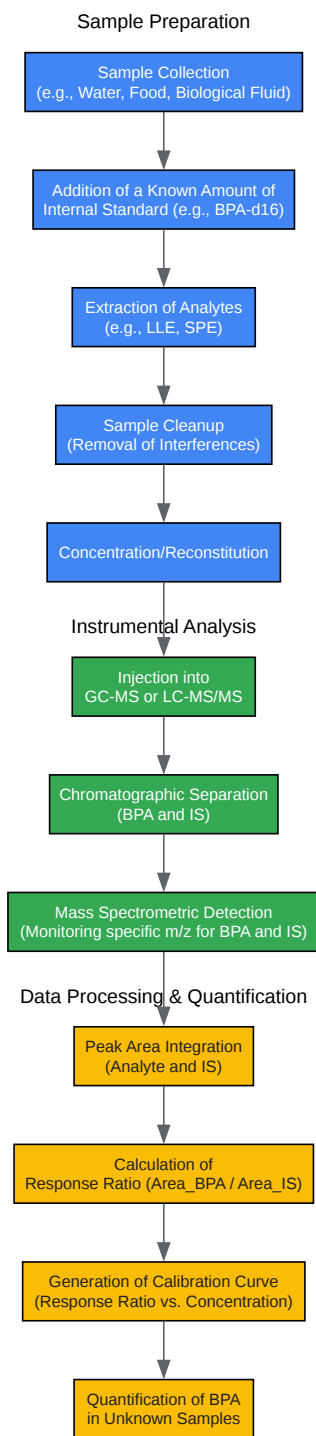 Sample Preparation
Sample Collection
(e.g., Water, Food, Biological Fluid)
Addition of a Known Amount of
Internal Standard (e.g., BPA-d16)
Extraction of Analytes
(e.g., LLE, SPE)
Sample Cleanup
(Removal of Interferences)
Concentration/Reconstitution
Instrumental Analysis
Injection into
GC-MS or LC-MS/MS
Chromatographic Separation
(BPA and IS)
Mass Spectrometric Detection
(Monitoring specific m/z for BPA and IS)
Data Processing & Quantification
Peak Area Integration
(Analyte and IS)
Calculation of
Response Ratio (Area_BPA / Area_IS)
Generation of Calibration Curve
(Response Ratio vs. Concentration)
Quantification of BPA
in Unknown Samples